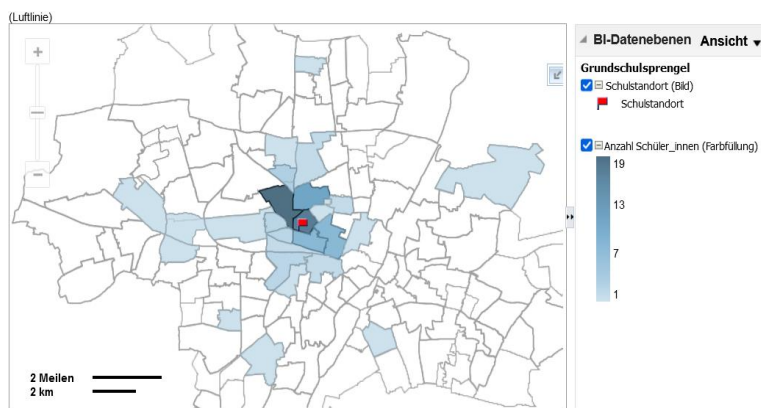 (Luftlinie)
BI-Datenebenen Ansicht
Grundschulsprengel
Schulstandort (Bild)
Schulstandort
Anzahl Schüler_innen (Farbfüllung)
19
13
7
1
2 Meilen
2 km